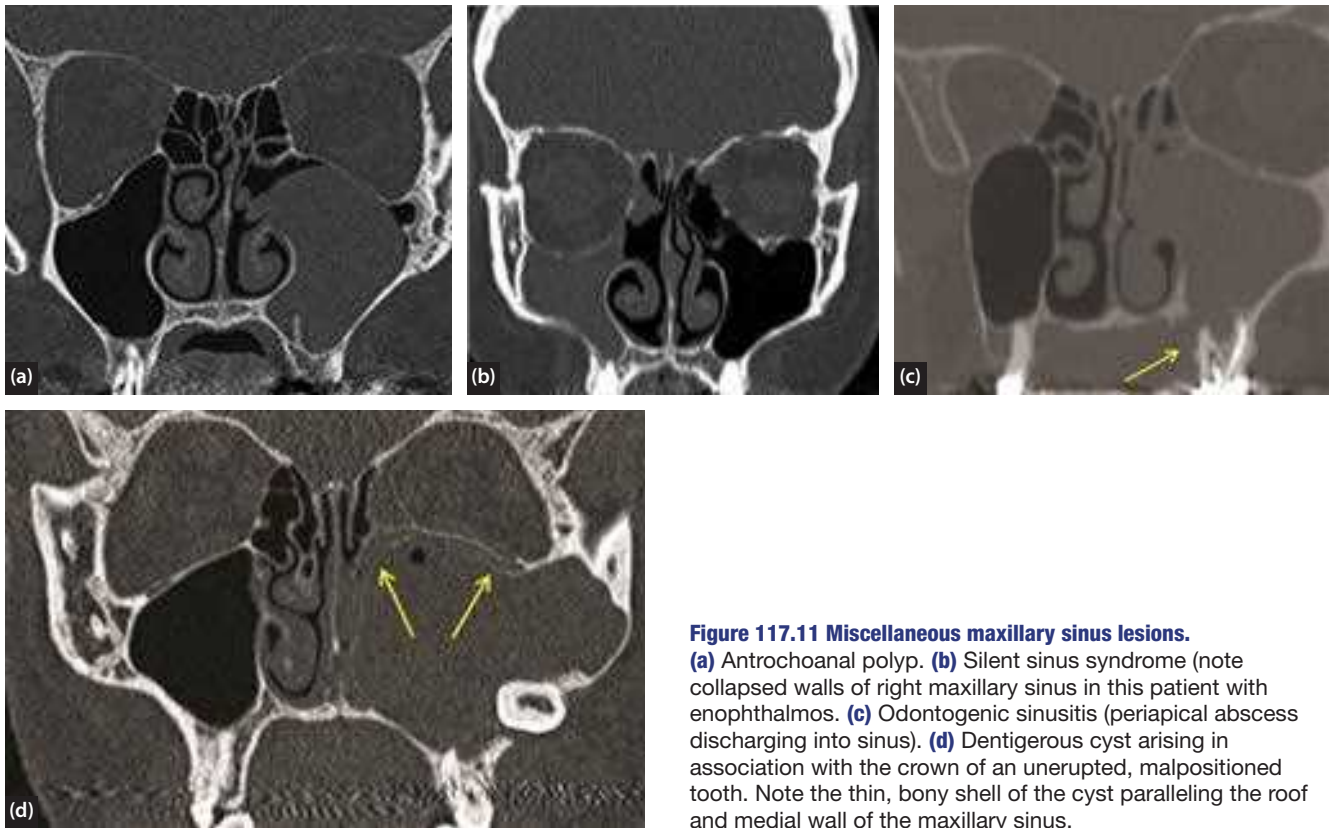 (a)
(b)
(c)
(d)
Figure 117.11 Miscellaneous maxillary sinus lesions.
(a) Antrochoanal polyp. (b) Silent sinus syndrome (note
collapsed walls of right maxillary sinus in this patient with
enophthalmos. (c) Odontogenic sinusitis (periapical abscess
discharging into sinus). (d) Dentigerous cyst arising in
association with the crown of an unerupted, malpositioned
tooth. Note the thin, bony shell of the cyst paralleling the roof
and medial wall of the maxillary sinus.